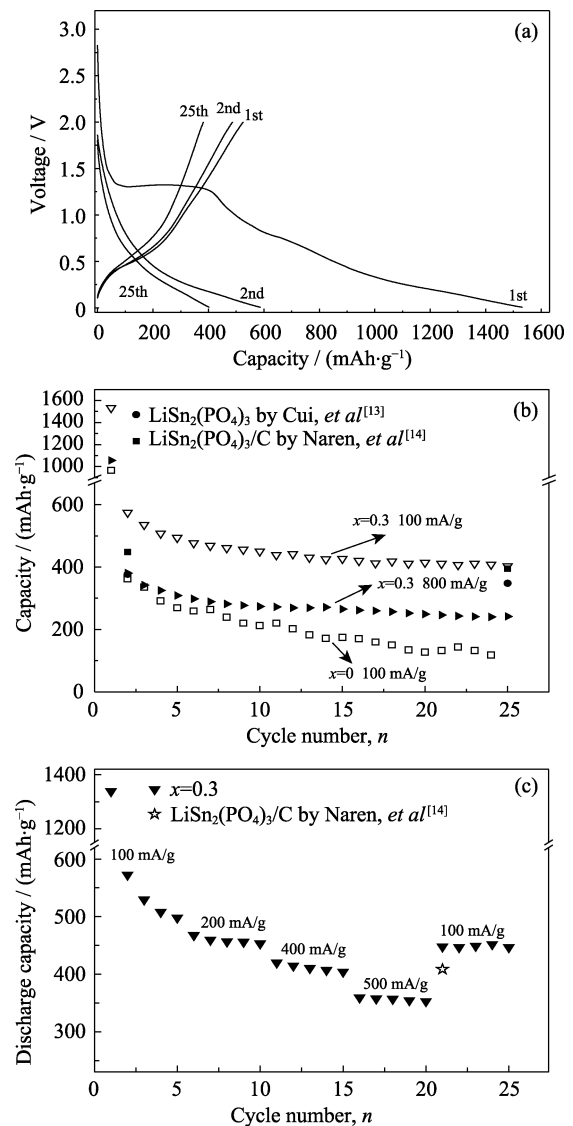 (a)
3.0
2.5
2.0
1.5
1.0
0.5
0.0
Voltage / V
25th
2nd
1st
25th
2nd
1st
0 200 400 600 800 1000 1200 1400 1600
Capacity / (mAh·g⁻¹)
(b)
1600
1400
1200
1000
600
400
200
0
Capacity / (mAh·g⁻¹)
LiSn₂(PO₄)₃ by Cui, et al[13]
LiSn₂(PO₄)₃/C by Naren, et al[14]
x=0.3 100 mA/g
x=0.3 800 mA/g
x=0 100 mA/g
0 5 10 15 20 25
Cycle number, n
(c)
1400
1300
600
500
400
300
Discharge capacity / (mAh·g⁻¹)
x=0.3
LiSn₂(PO₄)₃/C by Naren, et al[14]
100 mA/g
200 mA/g
400 mA/g
500 mA/g
100 mA/g
0 5 10 15 20 25
Cycle number, n